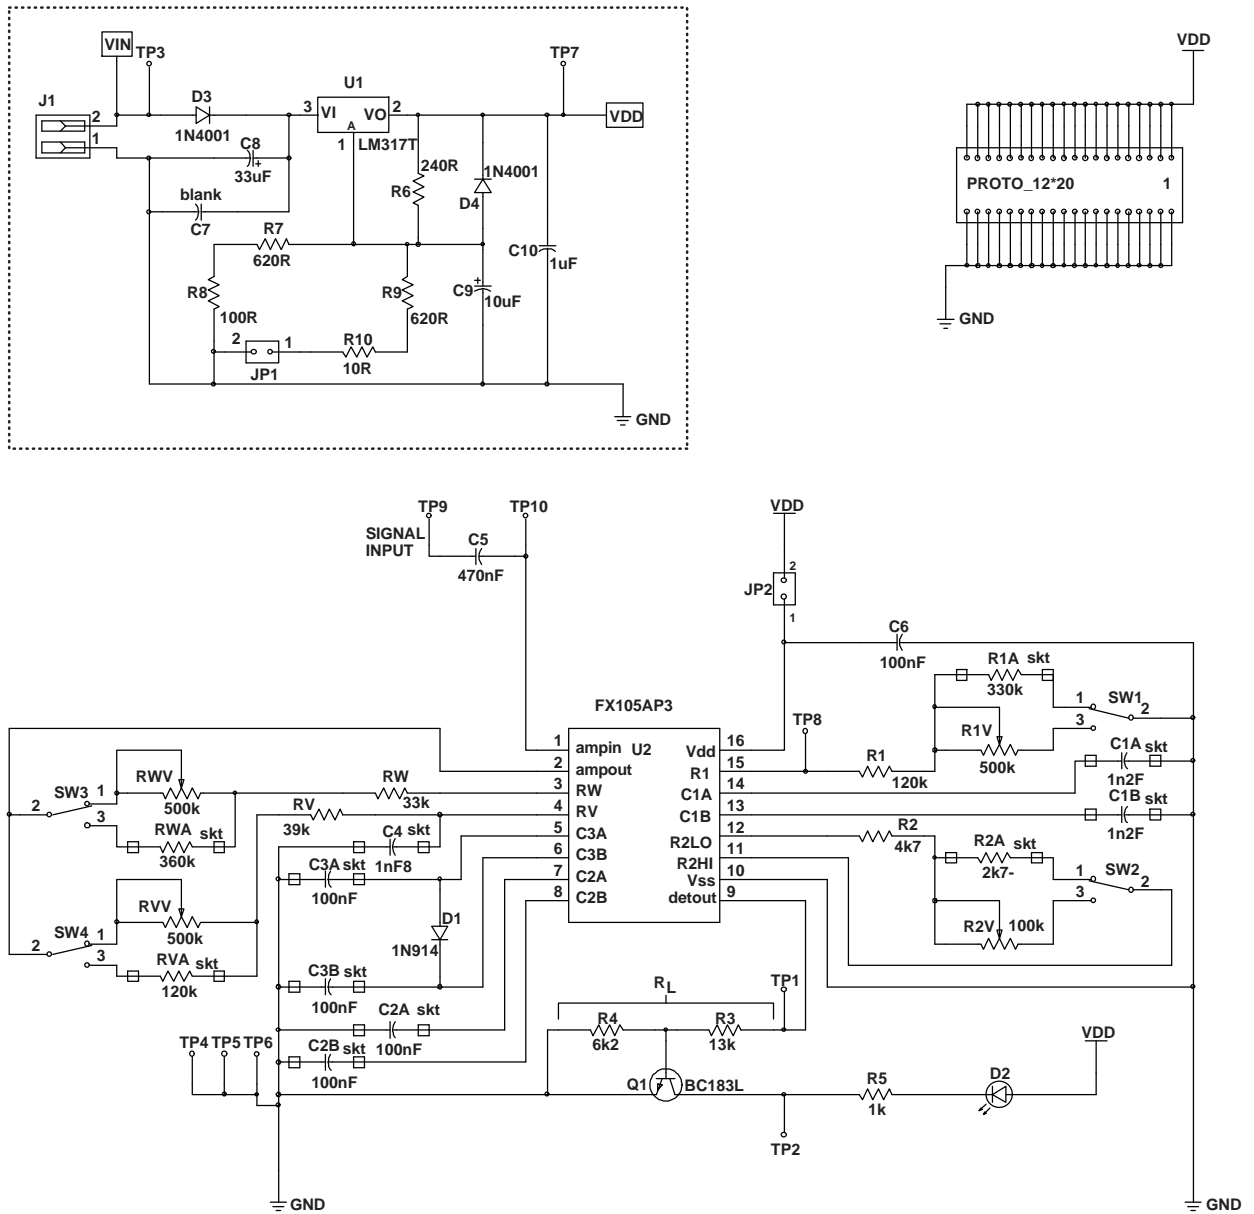 VIN
TP3
TP7
VDD
J1
2
1
D3
1N4001
U1
3 VI VO 2
A
1 LM317T
VDD
C8
+
33uF
240R
R6
1N4001
D4
PROTO_12*20 1
blank
C7
R7
620R
C10
1uF
R8
100R
R9
620R
+
C9
10uF
GND
2 1
JP1
R10
10R
GND
TP9 TP10
SIGNAL
INPUT
C5
470nF
VDD
2
JP2
1
C6
100nF
R1A skt
330k
FX105AP3
TP8
R1V
500k
1
SW1
2
3
1 ampin U2
2 ampout
3 RW
4 RV
5 C3A
6 C3B
7 C2A
8 C2B
Vdd 16
R1 15
C1A 14
C1B 13
R2LO 12
R2HI 11
Vss 10
detout 9
R1
120k
C1A skt
1n2F
C1B skt
1n2F
RWV
500k
RW
33k
SW3 1
2
3
RWA skt
360k
RV
39k
C4 skt
1nF8
R2
4k7
R2A skt
2k7-
C3A skt
100nF
1
SW2
2
3
RVV
500k
D1
1N914
R2V 100k
SW4 1
2
3
RVA skt
120k
C3B skt
100nF
RL
TP1
C2A skt
100nF
R4
6k2
R3
13k
TP4 TP5 TP6
C2B skt
100nF
VDD
Q1 BC183L
R5
1k
D2
TP2
GND
GND